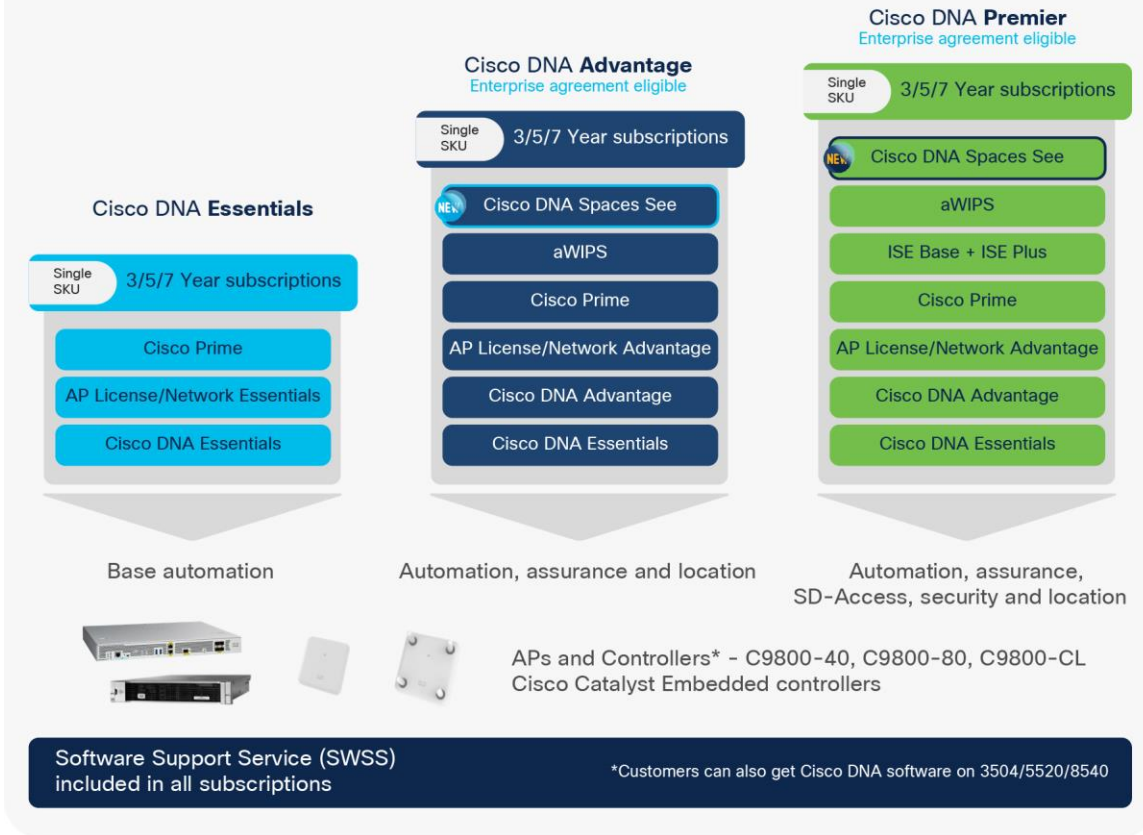 Cisco DNA Essentials
Single
SKU
3/5/7 Year subscriptions
Cisco Prime
AP License/Network Essentials
Cisco DNA Essentials
Base automation
Cisco DNA Advantage
Enterprise agreement eligible
Single
SKU
3/5/7 Year subscriptions
NEW
Cisco DNA Spaces See
aWIPS
Cisco Prime
AP License/Network Advantage
Cisco DNA Advantage
Cisco DNA Essentials
Automation, assurance and location
Cisco DNA Premier
Enterprise agreement eligible
Single
SKU
3/5/7 Year subscriptions
NEW
Cisco DNA Spaces See
aWIPS
ISE Base + ISE Plus
Cisco Prime
AP License/Network Advantage
Cisco DNA Advantage
Cisco DNA Essentials
Automation, assurance,
SD-Access, security and location
APs and Controllers* - C9800-40, C9800-80, C9800-CL
Cisco Catalyst Embedded controllers
Software Support Service (SWSS)
included in all subscriptions
*Customers can also get Cisco DNA software on 3504/5520/8540